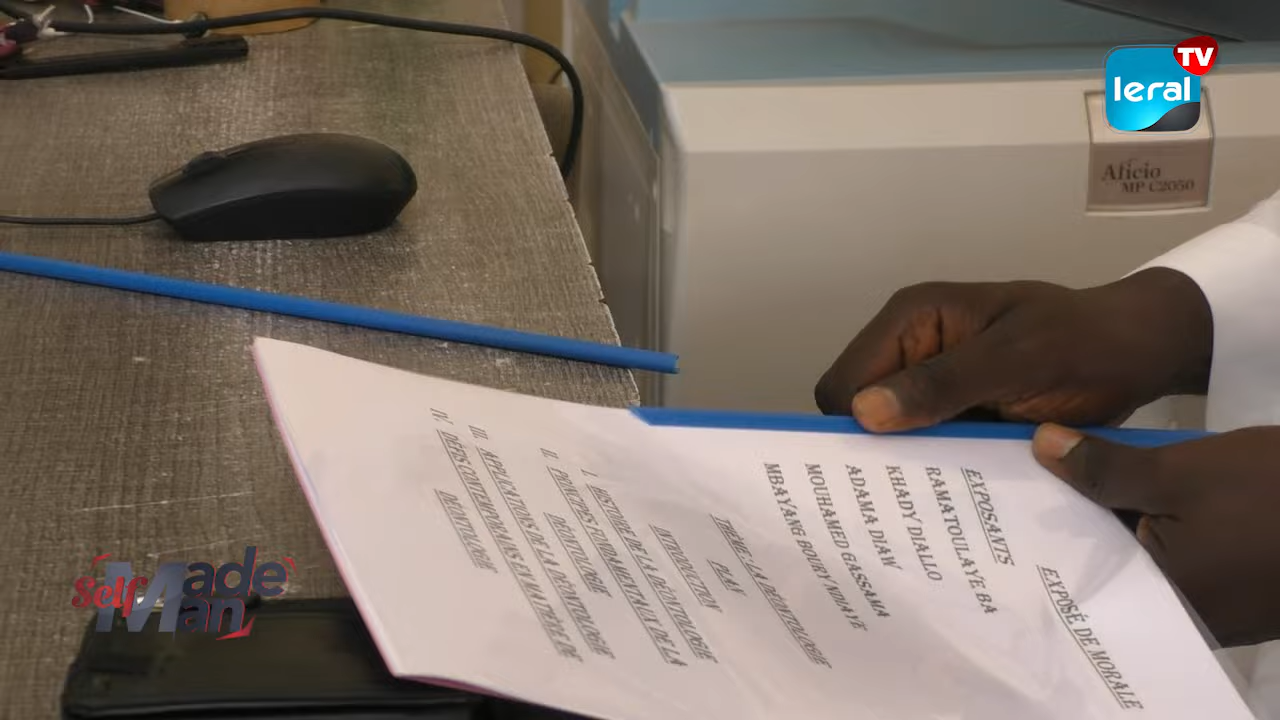 leral
TV
Aficio
MP C2050
EXPOSÉ DE MORALE
EXPOSANTS
RAMATOULAYE BA
KHADY DIALLO
ADAMA DIAW
MOUHAMED GASSAMA
MBAYANG BOURY NDIAYE
THÈME : LA DÉONTOLOGIE
PLAN
INTRODUCTION
I. HISTOIRE DE LA DÉONTOLOGIE
II. PRINCIPES FONDAMENTAUX DE LA
DÉONTOLOGIE
III. APPLICATIONS DE LA DÉONTOLOGIE
IV. DÉFIS CONTEMPORAINS EN MATIÈRE DE
DÉONTOLOGIE
Self Made
Man